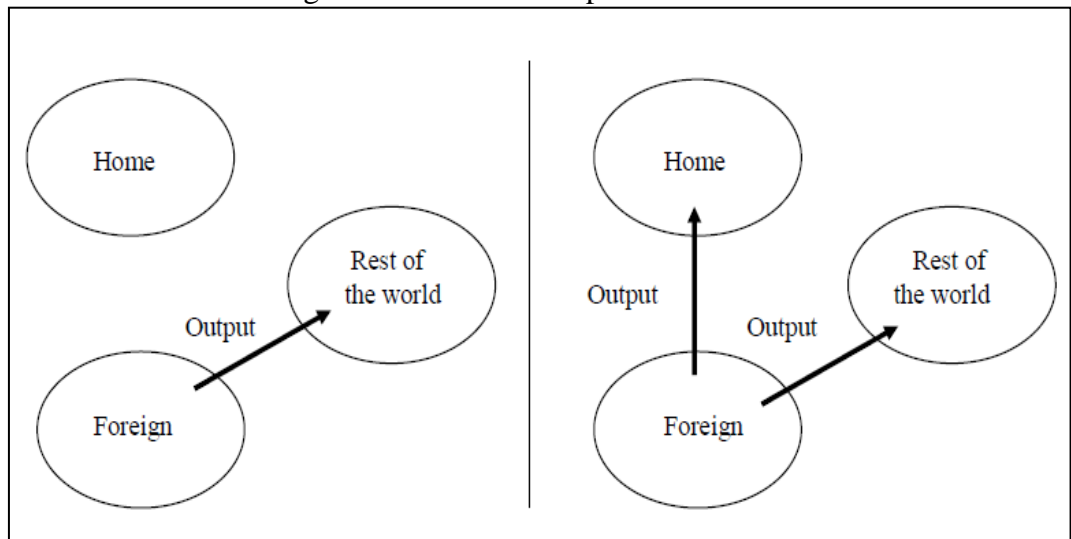 Home
Rest of
the world
Output
Foreign
Home
Rest of
the world
Output
Output
Foreign